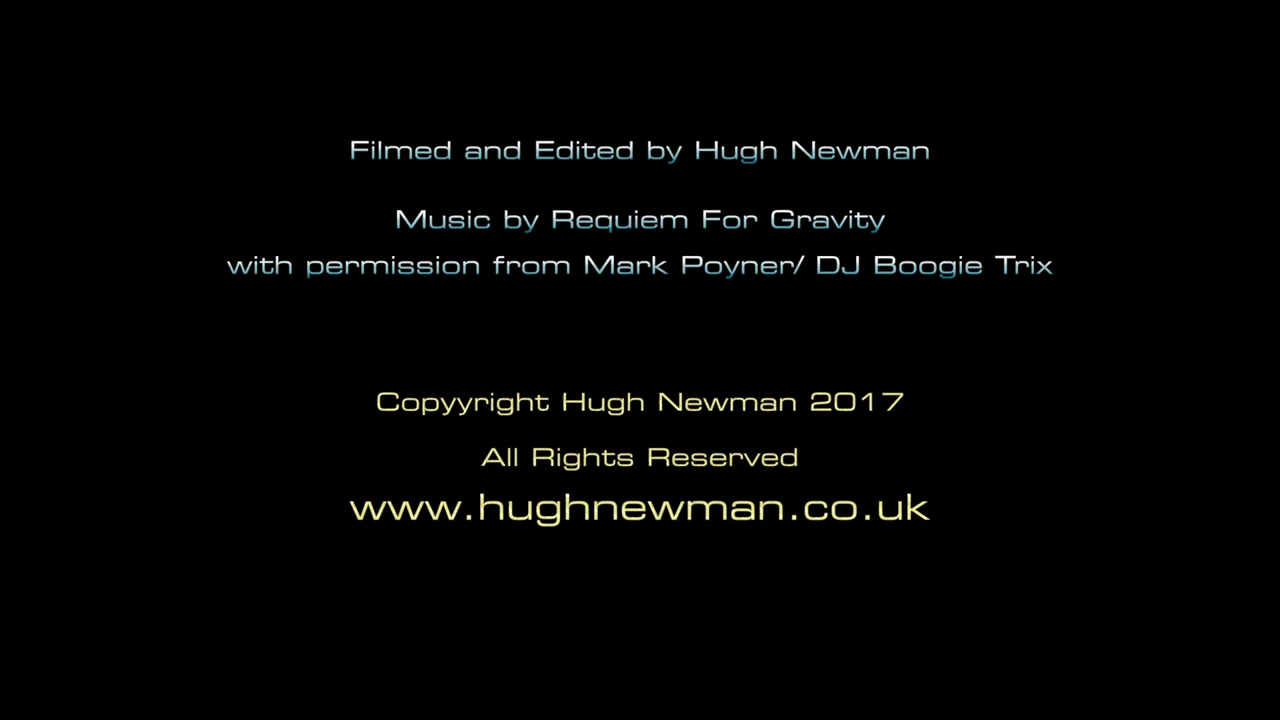 Filmed and Edited by Hugh Newman
Music by Requiem For Gravity
with permission from Mark Poyner/ DJ Boogie Trix
Copyyright Hugh Newman 2017
All Rights Reserved
www.hughnewman.co.uk